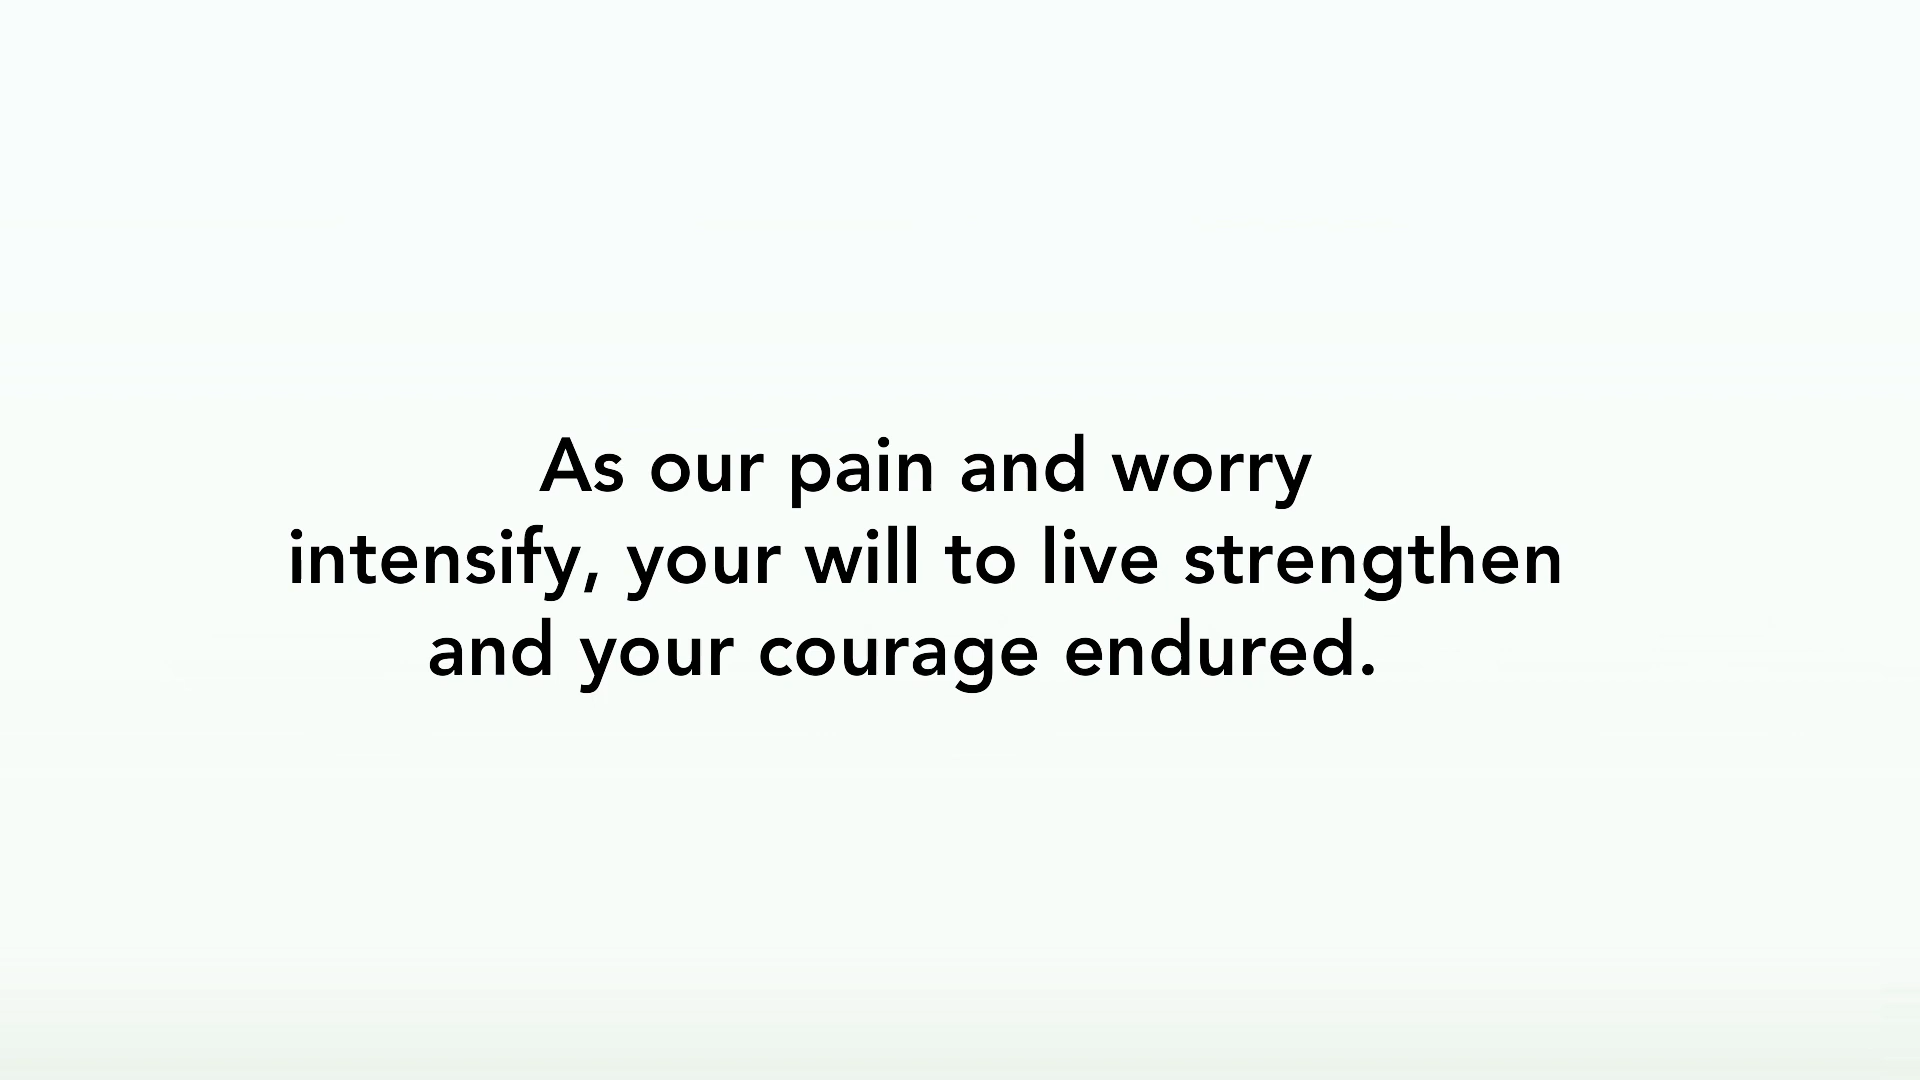 As our pain and worry
intensify, your will to live strengthen
and your courage endured.